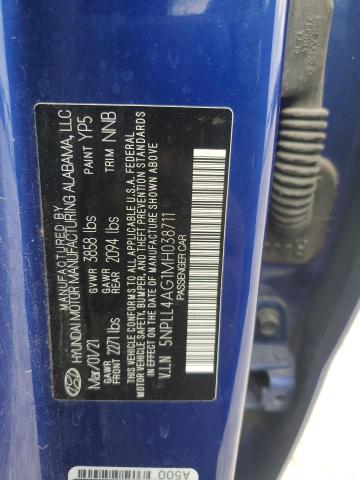 MANUFACTURED BY
HYUNDAI MOTOR MANUFACTURING ALABAMA, LLC
Mar/01/21 GVWR 3858 lbs PAINT YP5
GAWR FRONT 2271 lbs GAWR REAR 2094 lbs TRIM NNB
THIS VEHICLE CONFORMS TO ALL APPLICABLE U.S.A. FEDERAL
MOTOR VEHICLE SAFETY, BUMPER, AND THEFT PREVENTION STANDARDS
IN EFFECT ON THE DATE OF MANUFACTURE SHOWN ABOVE.
V.I.N 5NPLL4AG1MH038711
PASSENGER CAR
A500